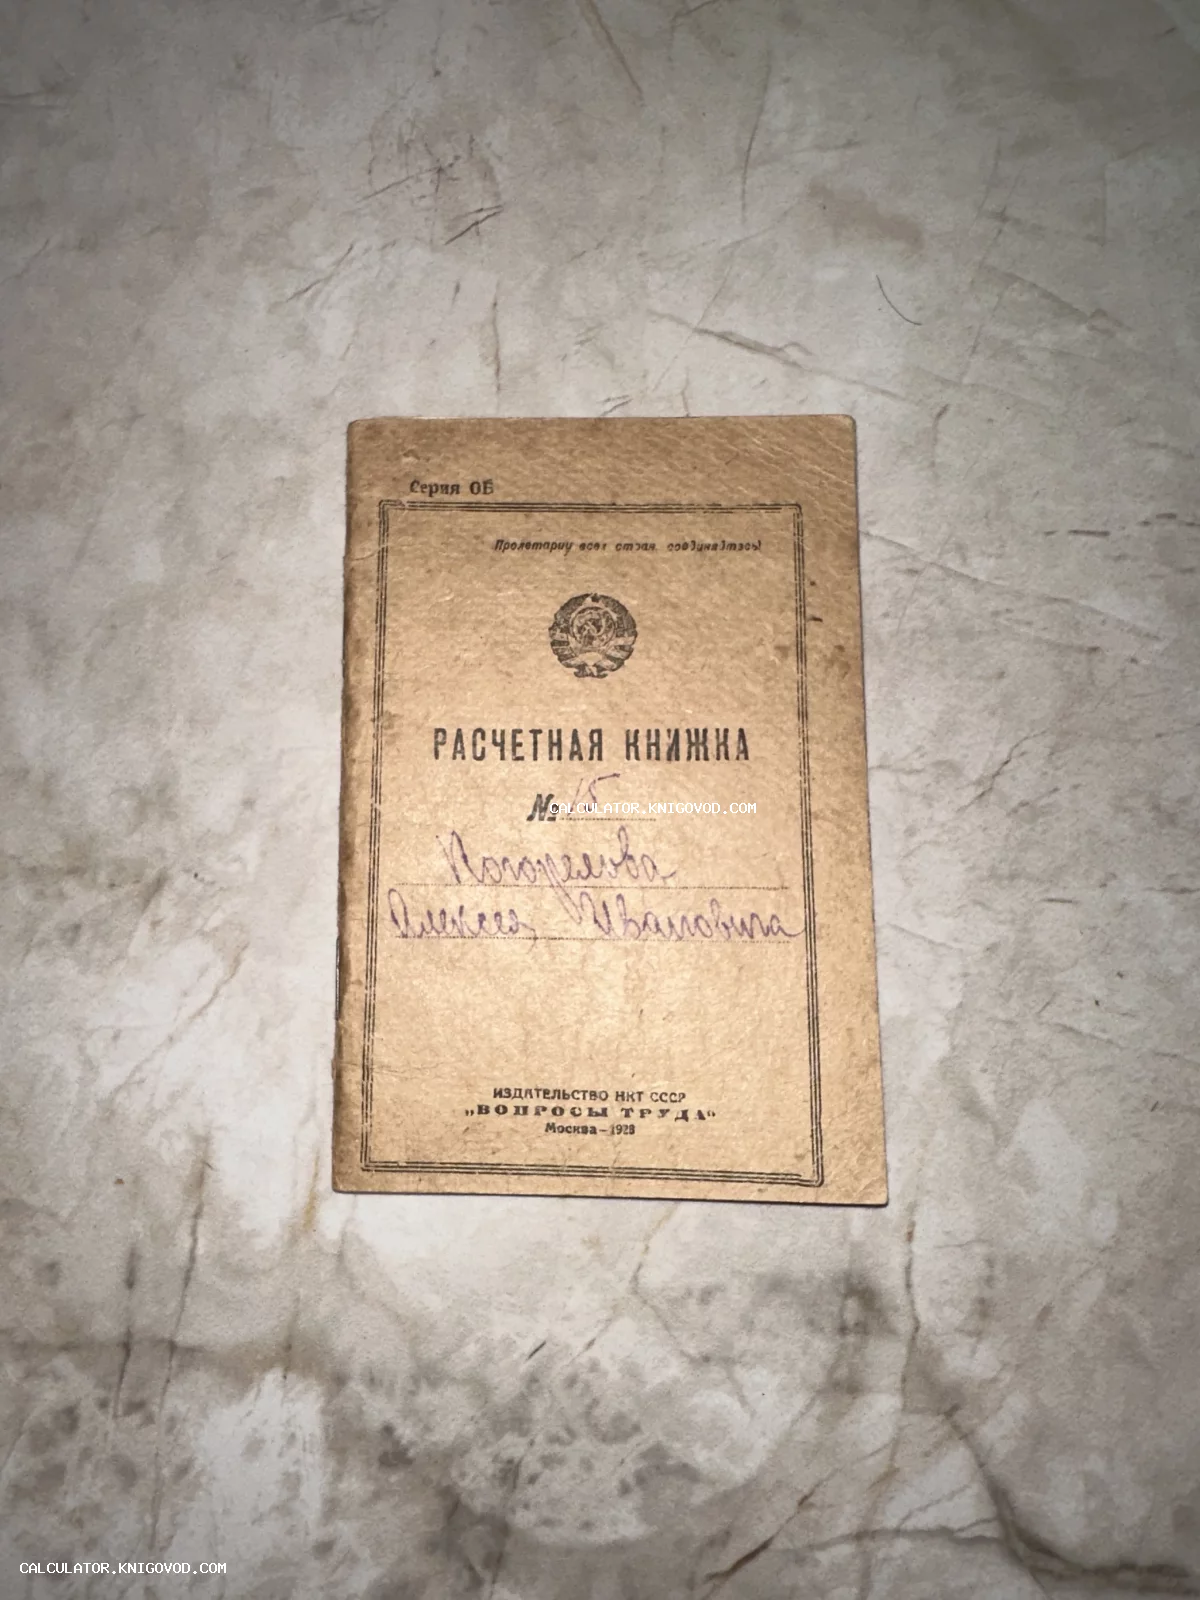 Серия ОБ
Пролетарии всех стран, соединяйтесь!
РАСЧЕТНАЯ КНИЖКА
№ 15
CALCULATOR.KNIGOVOD.COM
Погорелова
Алексея Ивановича
ИЗДАТЕЛЬСТВО НКТ СССР
„ВОПРОСЫ ТРУДА“
Москва – 1928
CALCULATOR.KNIGOVOD.COM